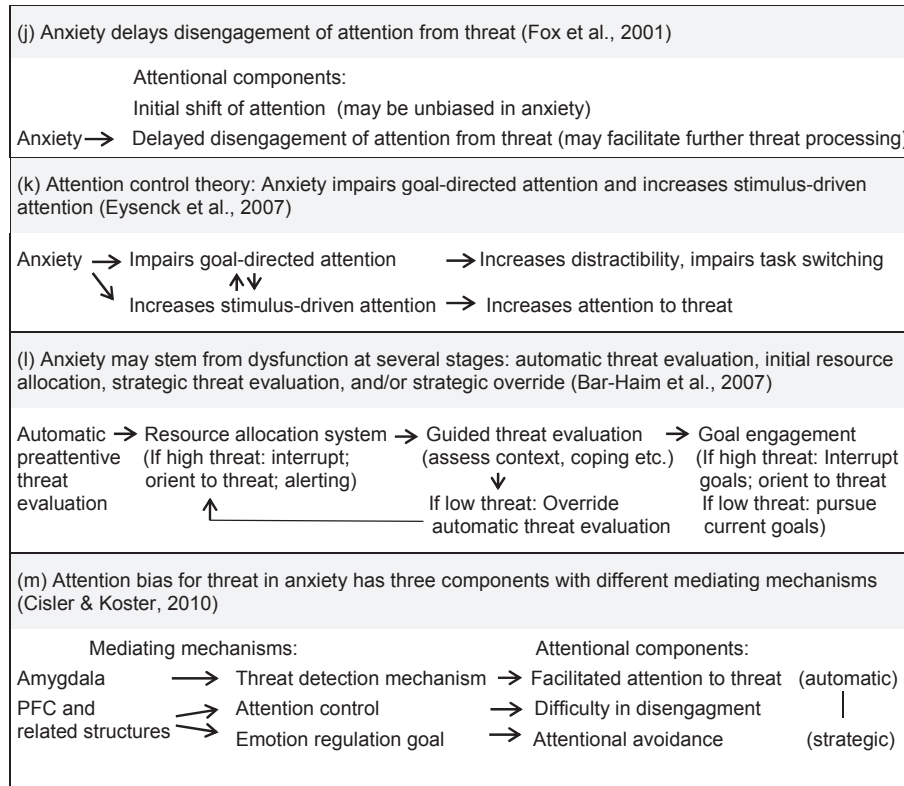 (j) Anxiety delays disengagement of attention from threat (Fox et al., 2001)
Attentional components:
Initial shift of attention (may be unbiased in anxiety)
Anxiety → Delayed disengagement of attention from threat (may facilitate further threat processing)
(k) Attention control theory: Anxiety impairs goal-directed attention and increases stimulus-driven
attention (Eysenck et al., 2007)
Anxiety → Impairs goal-directed attention → Increases distractibility, impairs task switching
Increases stimulus-driven attention → Increases attention to threat
(l) Anxiety may stem from dysfunction at several stages: automatic threat evaluation, initial resource
allocation, strategic threat evaluation, and/or strategic override (Bar-Haim et al., 2007)
Automatic → Resource allocation system → Guided threat evaluation → Goal engagement
preattentive (If high threat: interrupt; (assess context, coping etc.) (If high threat: Interrupt
threat orient to threat; alerting) goals; orient to threat
evaluation If low threat: Override If low threat: pursue
automatic threat evaluation current goals)
(m) Attention bias for threat in anxiety has three components with different mediating mechanisms
(Cisler & Koster, 2010)
Mediating mechanisms: Attentional components:
Amygdala → Threat detection mechanism → Facilitated attention to threat (automatic)
PFC and → Attention control → Difficulty in disengagment
related structures → Emotion regulation goal → Attentional avoidance (strategic)